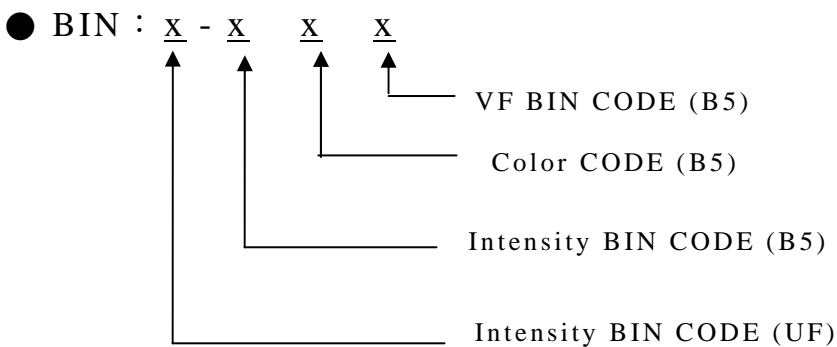 ● BIN：x - x x x
VF BIN CODE (B5)
Color CODE (B5)
Intensity BIN CODE (B5)
Intensity BIN CODE (UF)